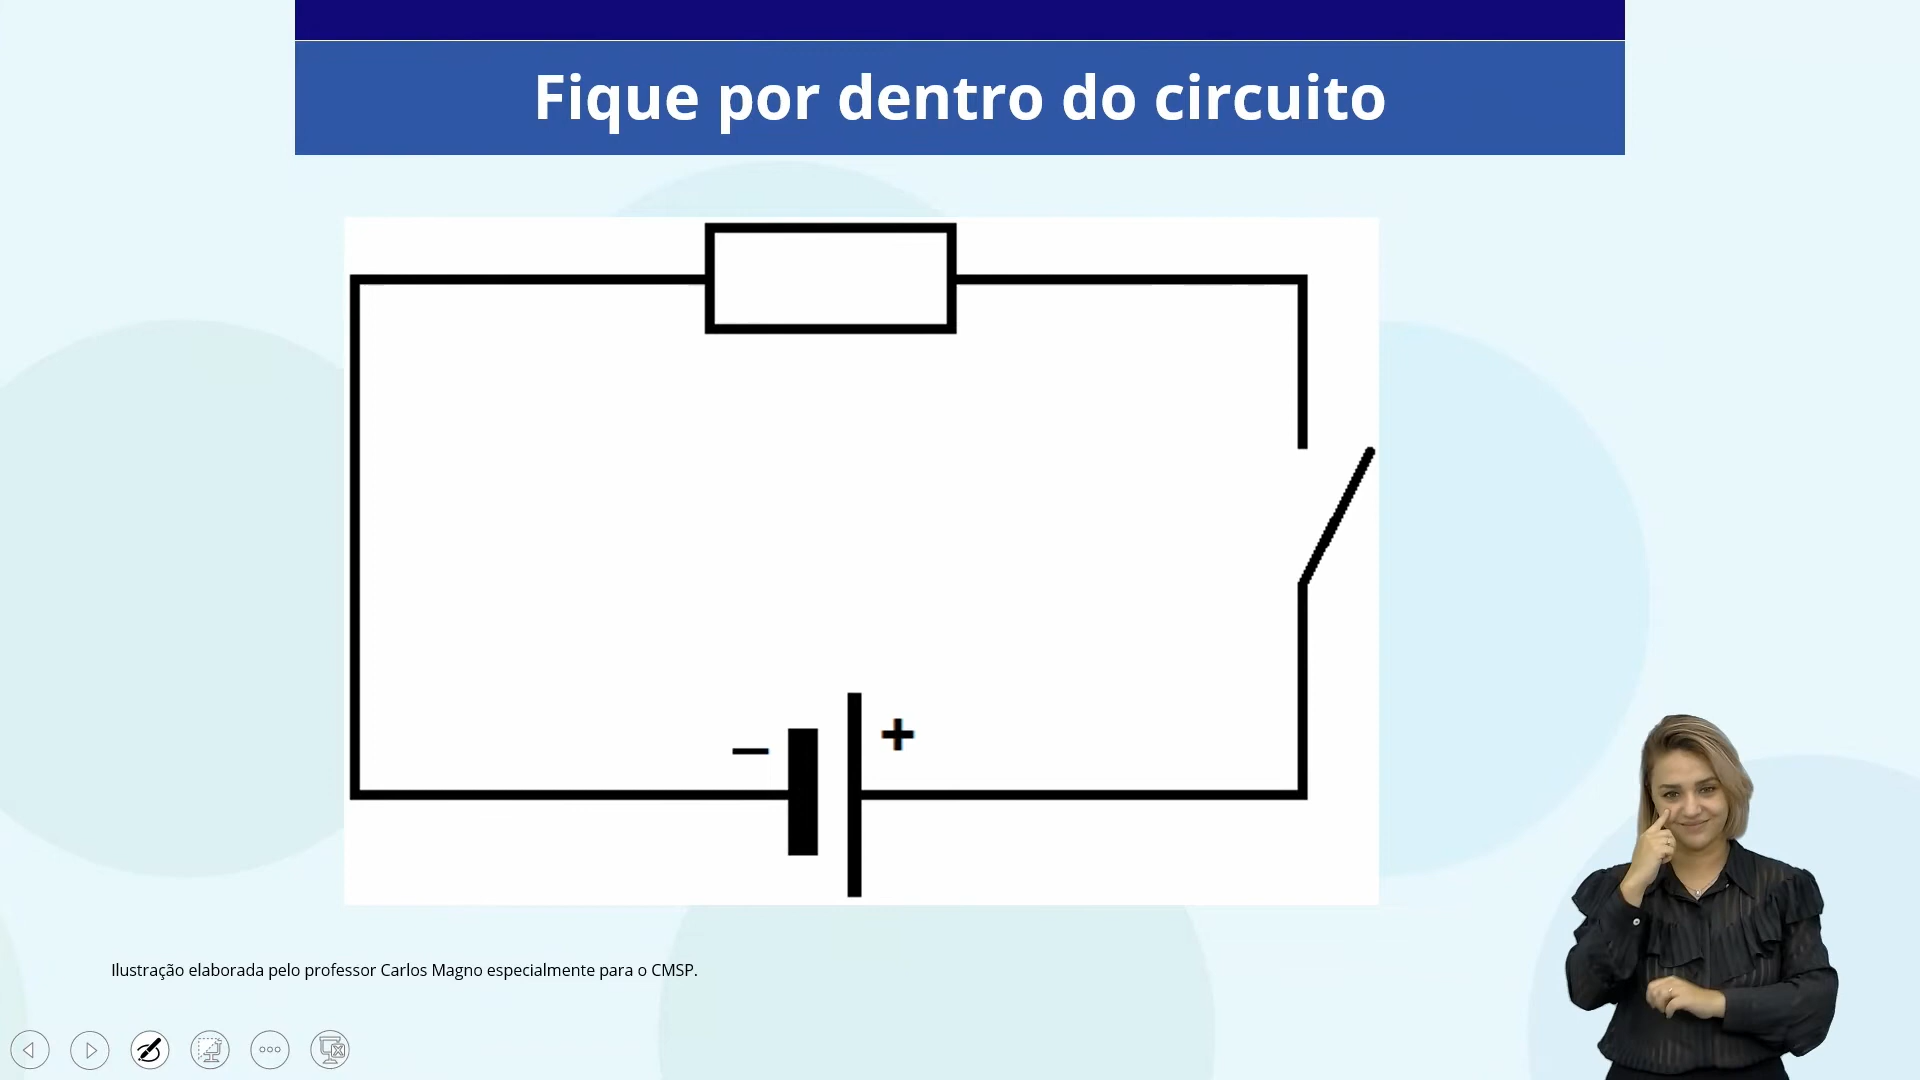 Fique por dentro do circuito
– +
Ilustração elaborada pelo professor Carlos Magno especialmente para o CMSP.